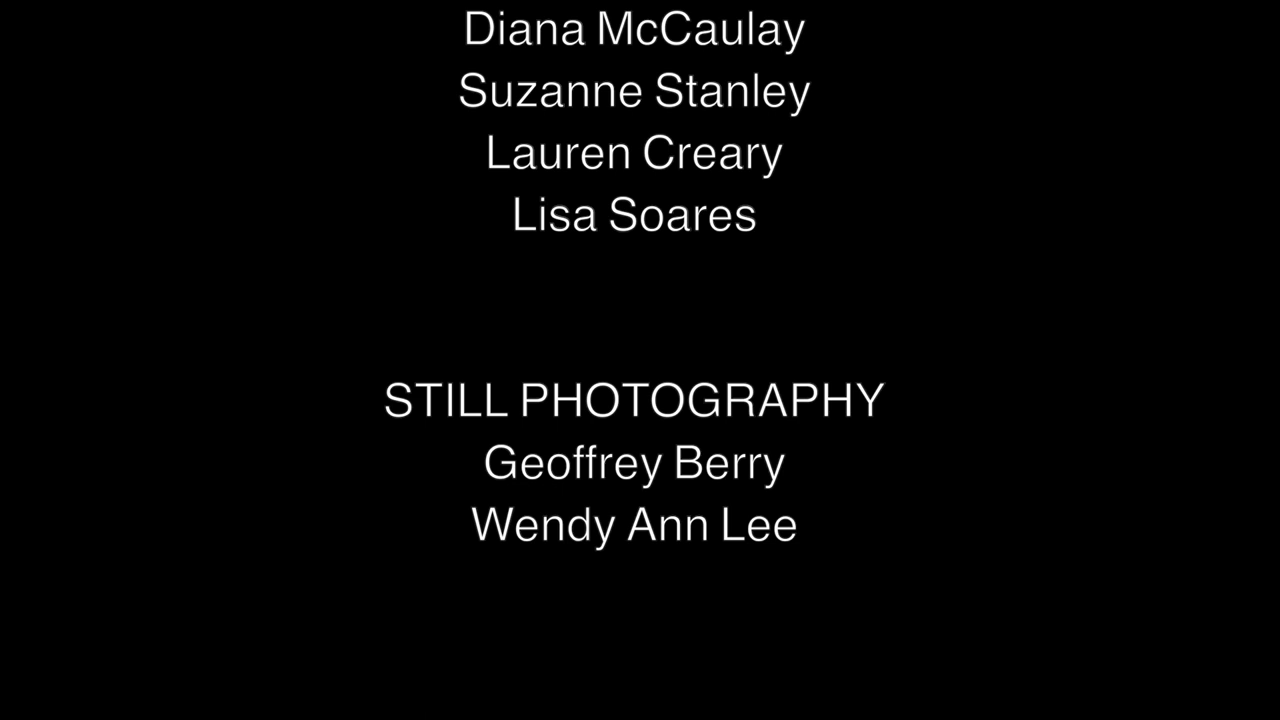 Diana McCaulay
Suzanne Stanley
Lauren Creary
Lisa Soares
STILL PHOTOGRAPHY
Geoffrey Berry
Wendy Ann Lee